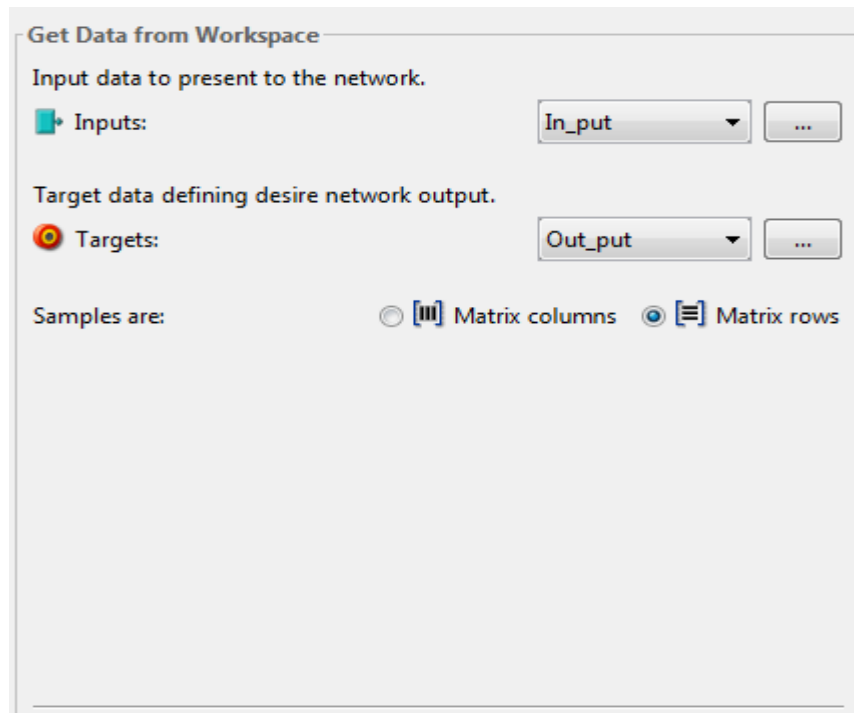 Get Data from Workspace
Input data to present to the network.
Inputs: In_put ...
Target data defining desire network output.
Targets: Out_put ...
Samples are: Matrix columns Matrix rows